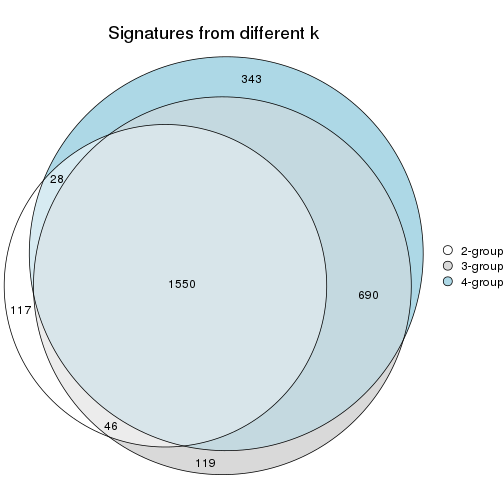 Signatures from different k
343
28
1550
690
117
46
119
2-group
3-group
4-group